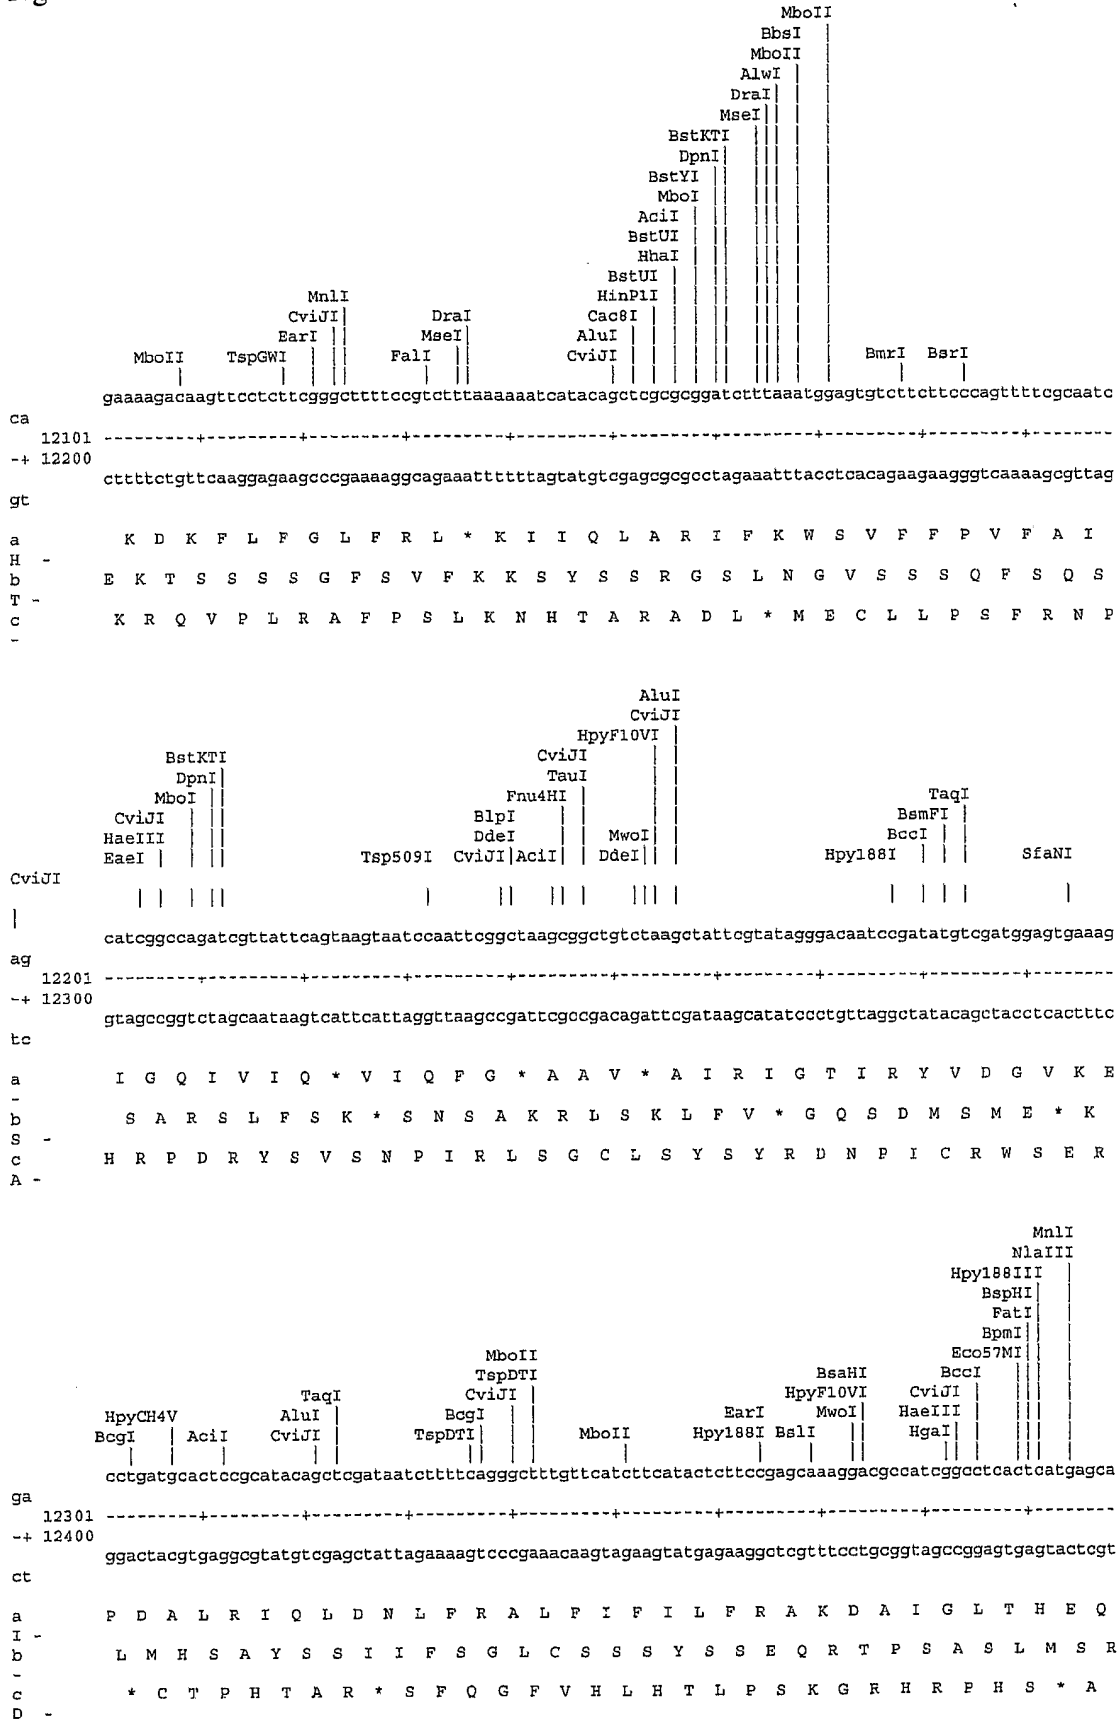 MboII
BbsI
MboII
AlwI
DraI
MseI
BstKTI
DpnI
BstYI
MboI
AciI
BstUI
HhaI
BstUI
MnlI HinP1I
CviJI DraI Cac8I
EarI MseI AluI
MboII TspGWI FalI CviJI BmrI BsrI
gaaaagacaagttcctcttcgggcttttccgtctttaaaaaatcatacagctcgcgcggatctttaaatggagtgtcttcttcccagttttcgcaatc
ca
12101 ---------+---------+---------+---------+---------+---------+---------+---------+---------+--------
-+ 12200
cttttctgttcaaggagaagcccgaaaaggcagaaattttttagtatgtcgagcgcgcctagaaatttacctcacagaagaagggtcaaaagcgttag
gt
a K D K F L F G L F R L * K I I Q L A R I F K W S V F F P V F A I
H -
b E K T S S S S G F S V F K K S Y S S R G S L N G V S S S Q F S Q S
T -
c K R Q V P L R A F P S L K N H T A R A D L * M E C L L P S F R N P
-
AluI
CviJI
HpyF10VI
BstKTI CviJI
DpnI TauI
MboI Fnu4HI TaqI
CviJI BlpI BsmFI
HaeIII DdeI MwoI BccI
EaeI Tsp509I CviJI AciI DdeI Hpy188I SfaNI
CviJI
catcggccagatcgttattcagtaagtaatccaattcggctaagcggctgtctaagctattcgtatagggacaatccgatatgtcgatggagtgaaag
ag
12201 ---------+---------+---------+---------+---------+---------+---------+---------+---------+--------
-+ 12300
gtagccggtctagcaataagtcattcattaggttaagccgattcgccgacagattcgataagcatatccctgttaggctatacagctacctcactttc
tc
a I G Q I V I Q * V I Q F G * A A V * A I R I G T I R Y V D G V K E
-
b S A R S L F S K * S N S A K R L S K L F V * G Q S D M S M E * K
S -
c H R P D R Y S V S N P I R L S G C L S Y S Y R D N P I C R W S E R
A -
MnlI
NlaIII
Hpy188III
BspHI
FatI
BpmI
MboII Eco57MI
TspDTI BsaHI BccI
TaqI CviJI HpyF10VI CviJI
HpyCH4V AluI BcgI EarI MwoI HaeIII
BcgI AciI CviJI TspDTI MboII Hpy188I BslI HgaI
cctgatgcactccgcatacagctcgataatcttttcagggctttgttcatcttcatactcttccgagcaaaggacgccatcggcctcactcatgagca
ga
12301 ---------+---------+---------+---------+---------+---------+---------+---------+---------+--------
-+ 12400
ggactacgtgaggcgtatgtcgagctattagaaaagtcccgaaacaagtagaagtatgagaaggctcgtttcctgcggtagccggagtgagtactcgt
ct
a P D A L R I Q L D N L F R A L F I F I L F R A K D A I G L T H E Q
I -
b L M H S A Y S S I I F S G L C S S S Y S S E Q R T P S A S L M S R
-
c * C T P H T A R * S F Q G F V H L H T L P S K G R H R P H S * A
D -